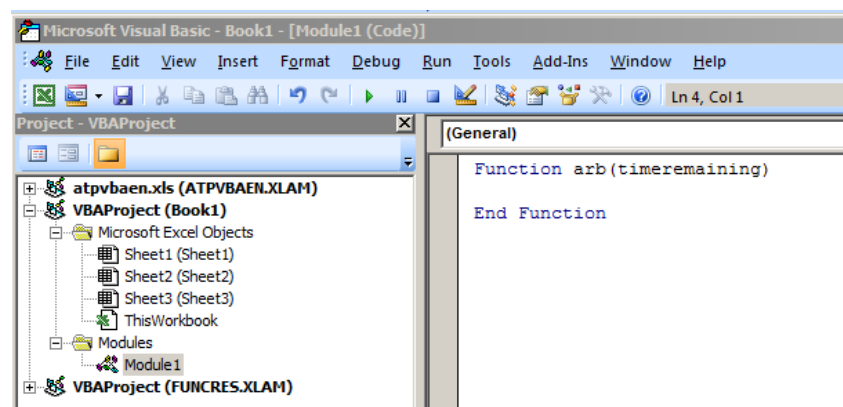 Microsoft Visual Basic - Book1 - [Module1 (Code)]
File Edit View Insert Format Debug Run Tools Add-Ins Window Help
Ln 4, Col 1
Project - VBAProject
(General)
atpvbaen.xls (ATPVBAEN.XLAM)
VBAProject (Book1)
Microsoft Excel Objects
Sheet1 (Sheet1)
Sheet2 (Sheet2)
Sheet3 (Sheet3)
ThisWorkbook
Modules
Module1
VBAProject (FUNCRES.XLAM)
Function arb(timeremaining)
End Function